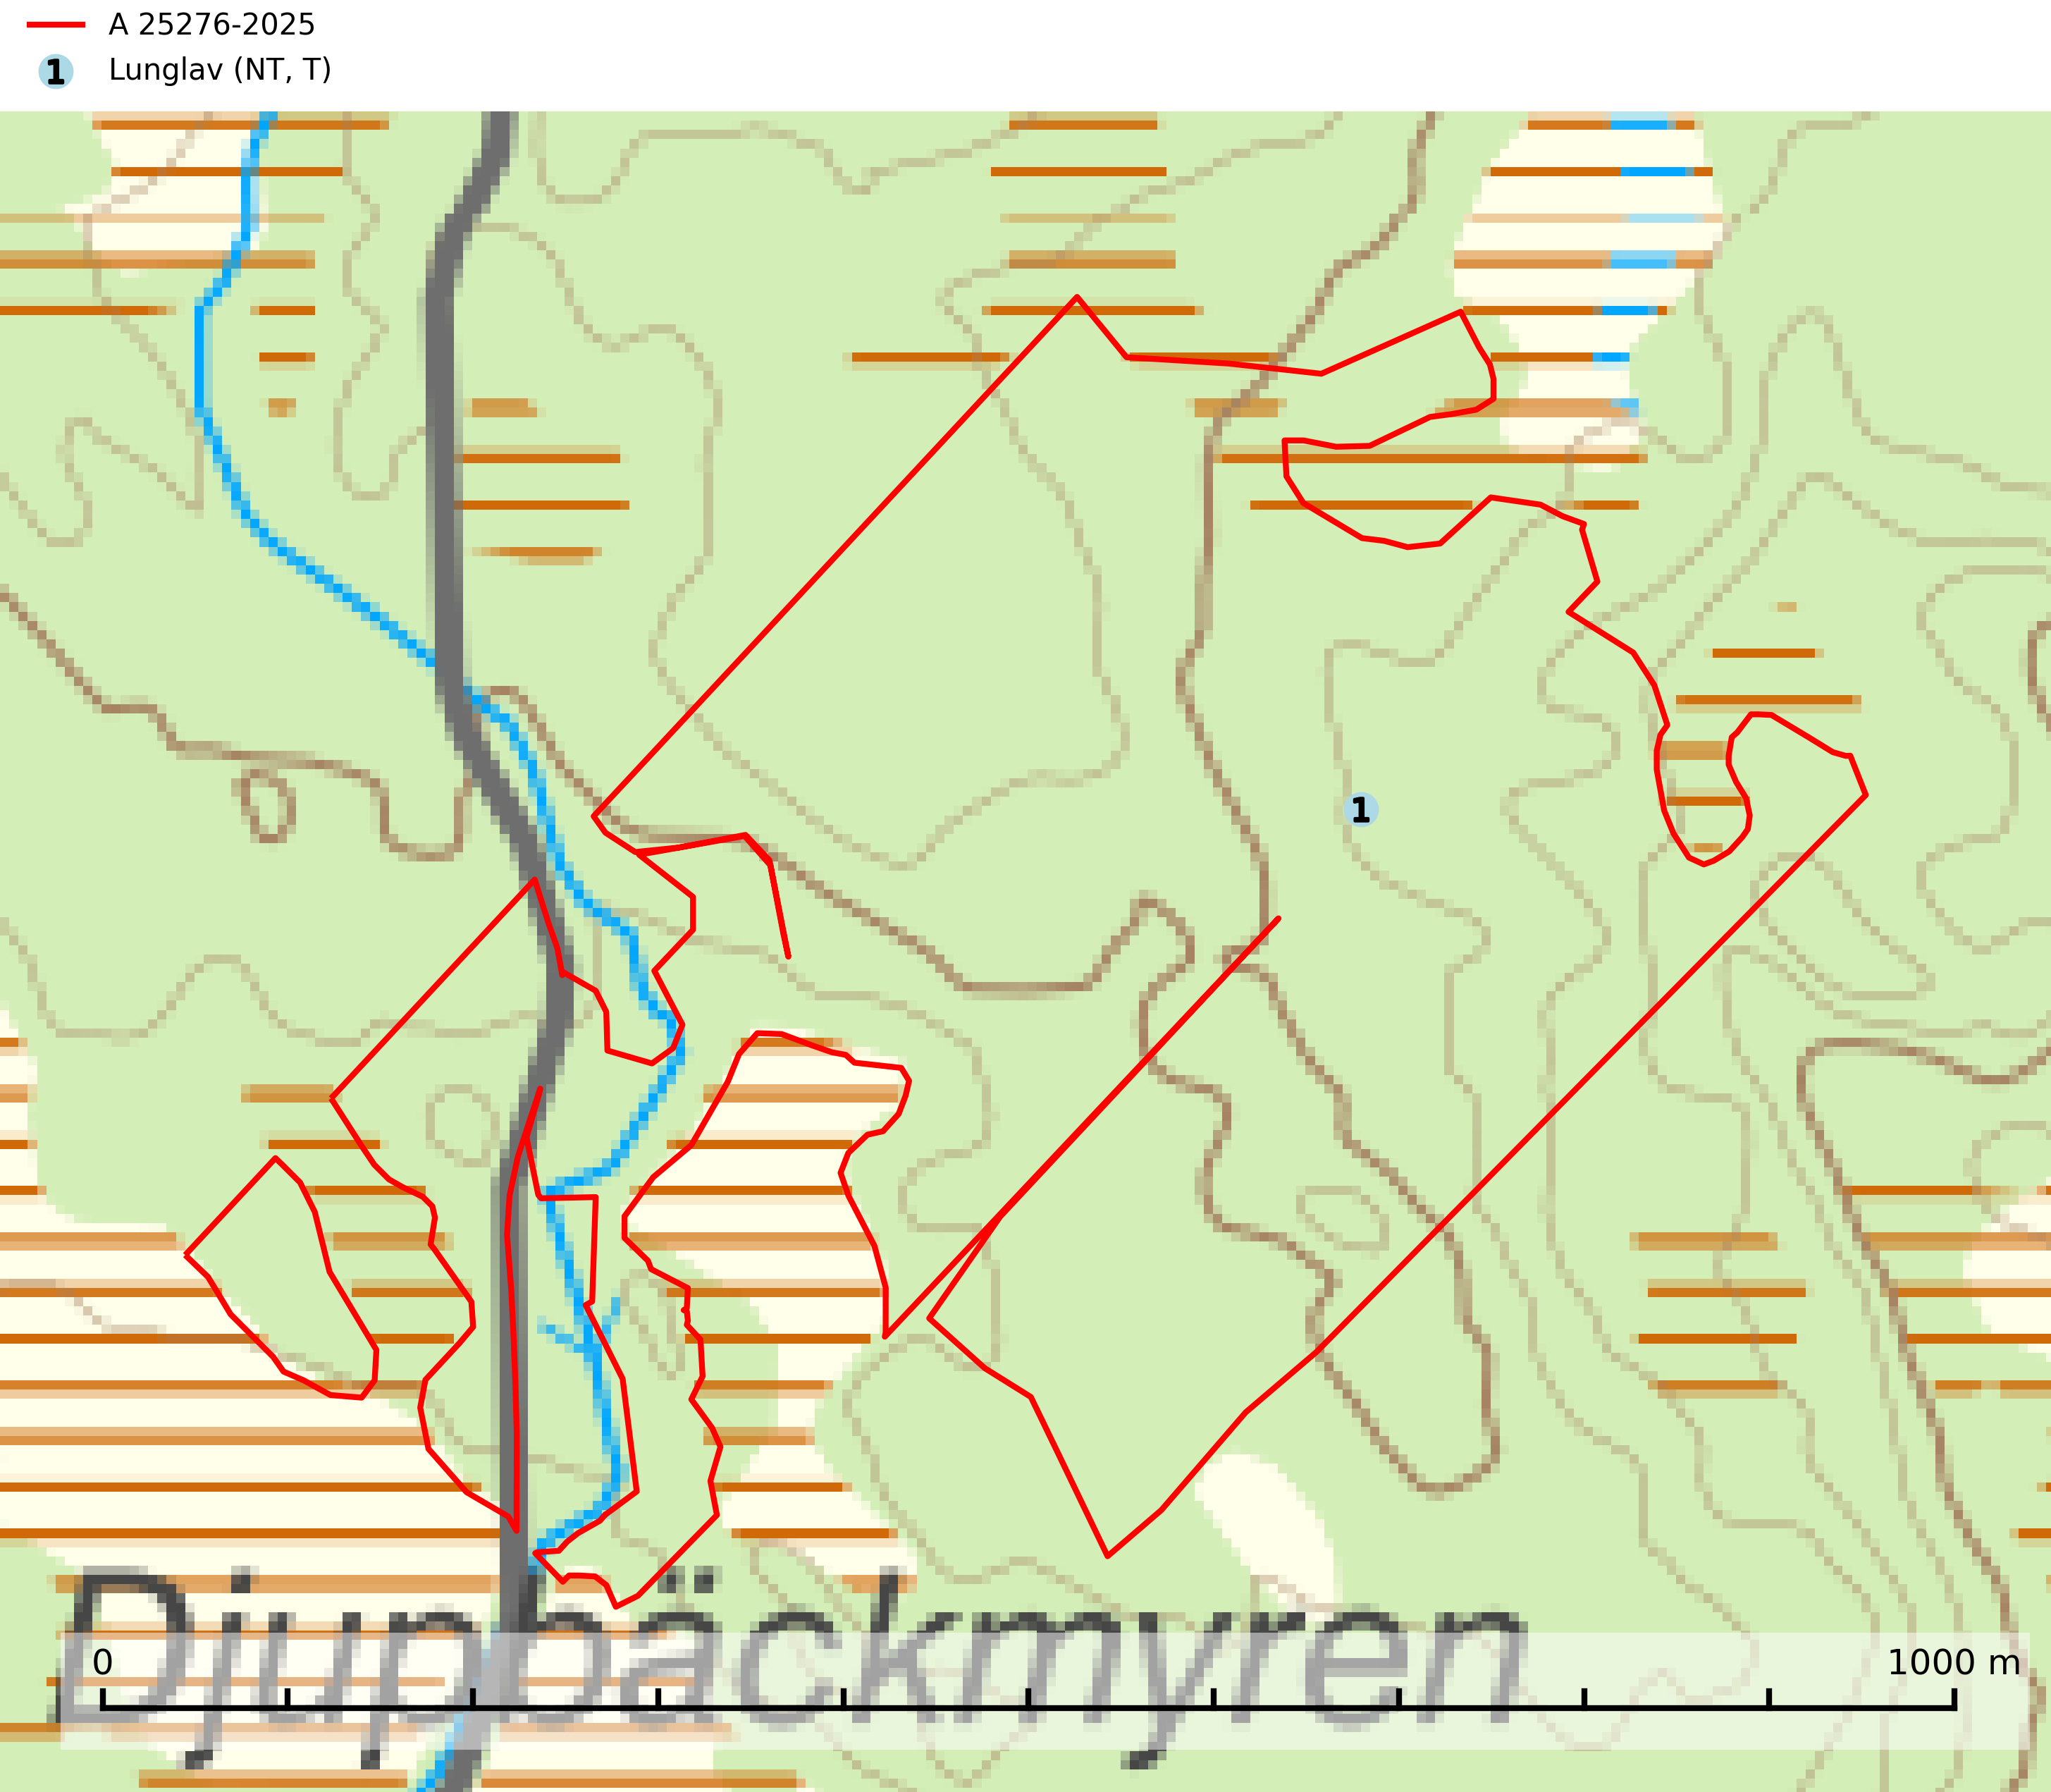 A 25276-2025
1 Lunglav (NT, T)
1
Djupbäckmyren
0 1000 m